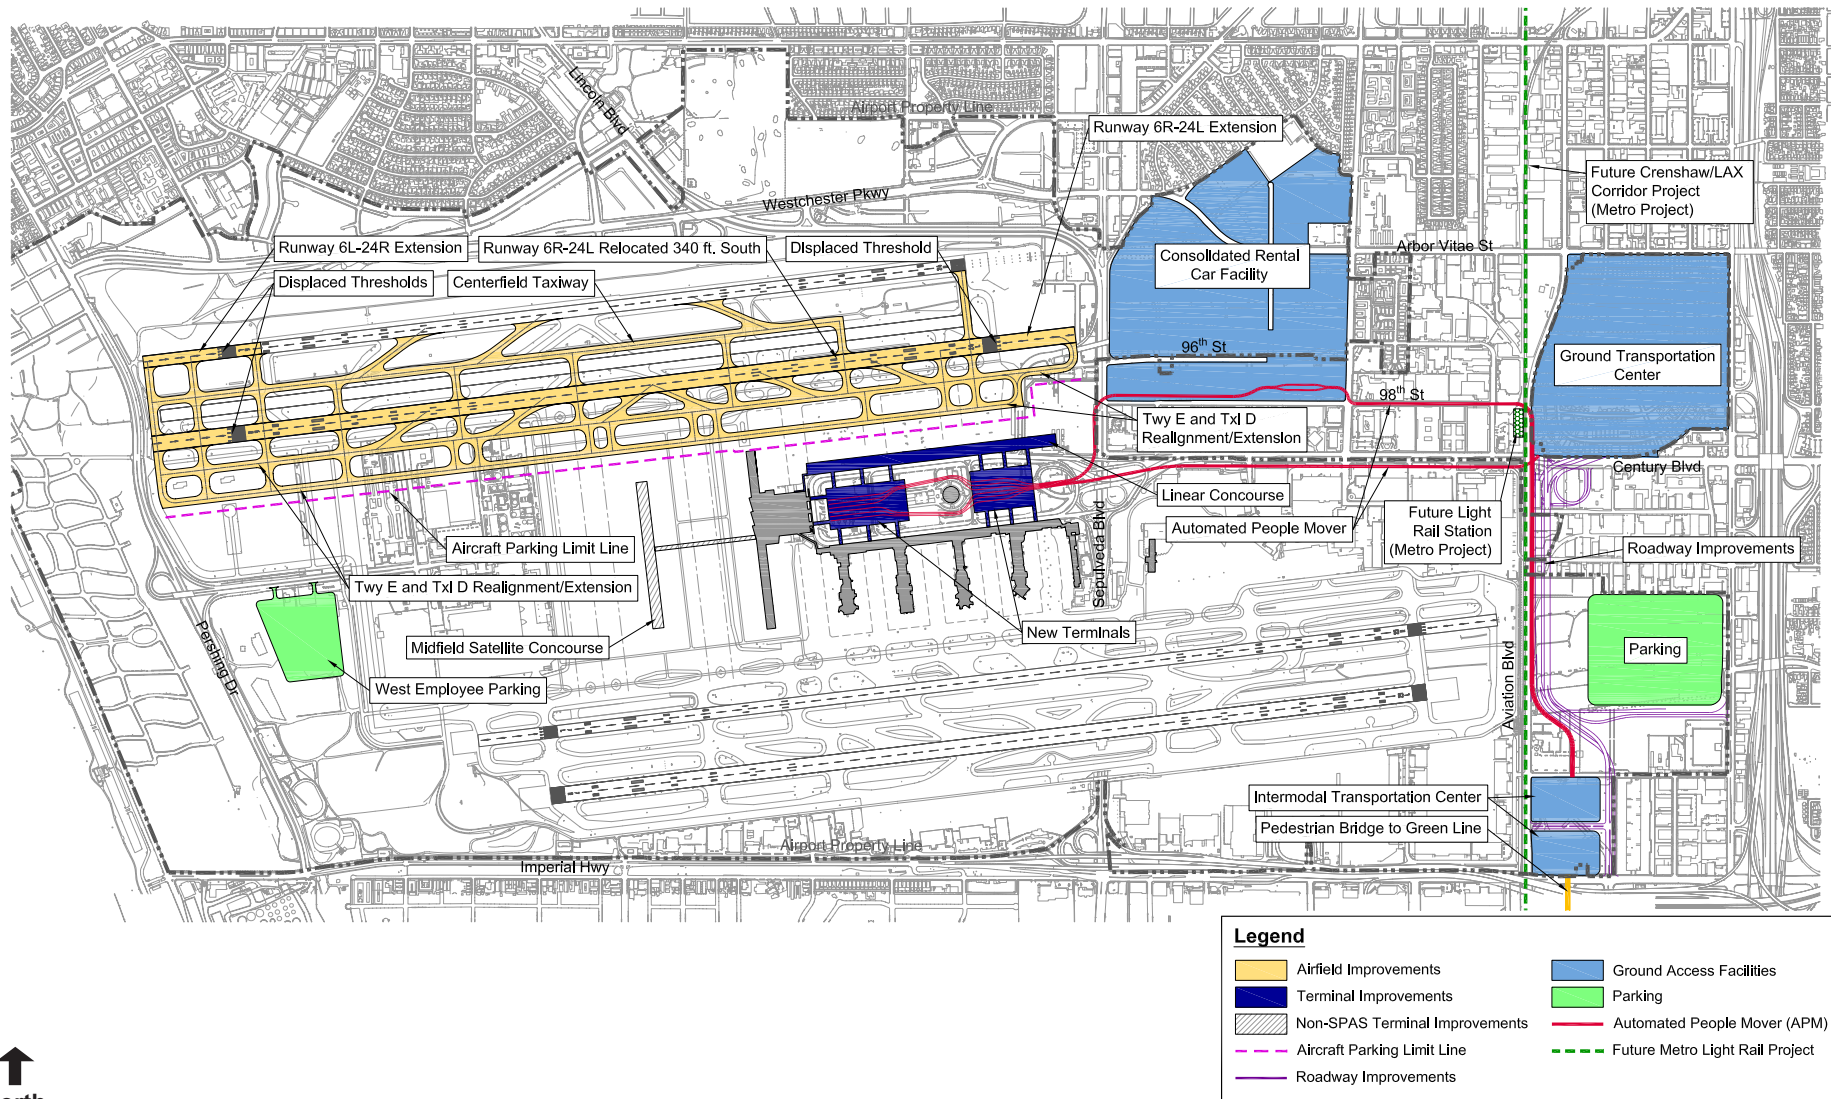 Lincoln Blvd
Airport Property Line
Runway 6R-24L Extension
Future Crenshaw/LAX
Corridor Project
(Metro Project)
Westchester Pkwy
Runway 6L-24R Extension
Runway 6R-24L Relocated 340 ft. South
Displaced Threshold
Arbor Vitae St
Consolidated Rental
Car Facility
Displaced Thresholds
Centerfield Taxiway
96th St
Ground Transportation
Center
98th St
Twy E and Txl D
Realignment/Extension
Century Blvd
Linear Concourse
Automated People Mover
Future Light
Rail Station
(Metro Project)
Sepulveda Blvd
Aircraft Parking Limit Line
Roadway Improvements
Twy E and Txl D Realignment/Extension
New Terminals
Midfield Satellite Concourse
Pershing Dr
Parking
Aviation Blvd
West Employee Parking
Intermodal Transportation Center
Pedestrian Bridge to Green Line
Airport Property Line
Imperial Hwy
Legend
Airfield Improvements
Ground Access Facilities
Terminal Improvements
Parking
Non-SPAS Terminal Improvements
Automated People Mover (APM)
Aircraft Parking Limit Line
Future Metro Light Rail Project
Roadway Improvements